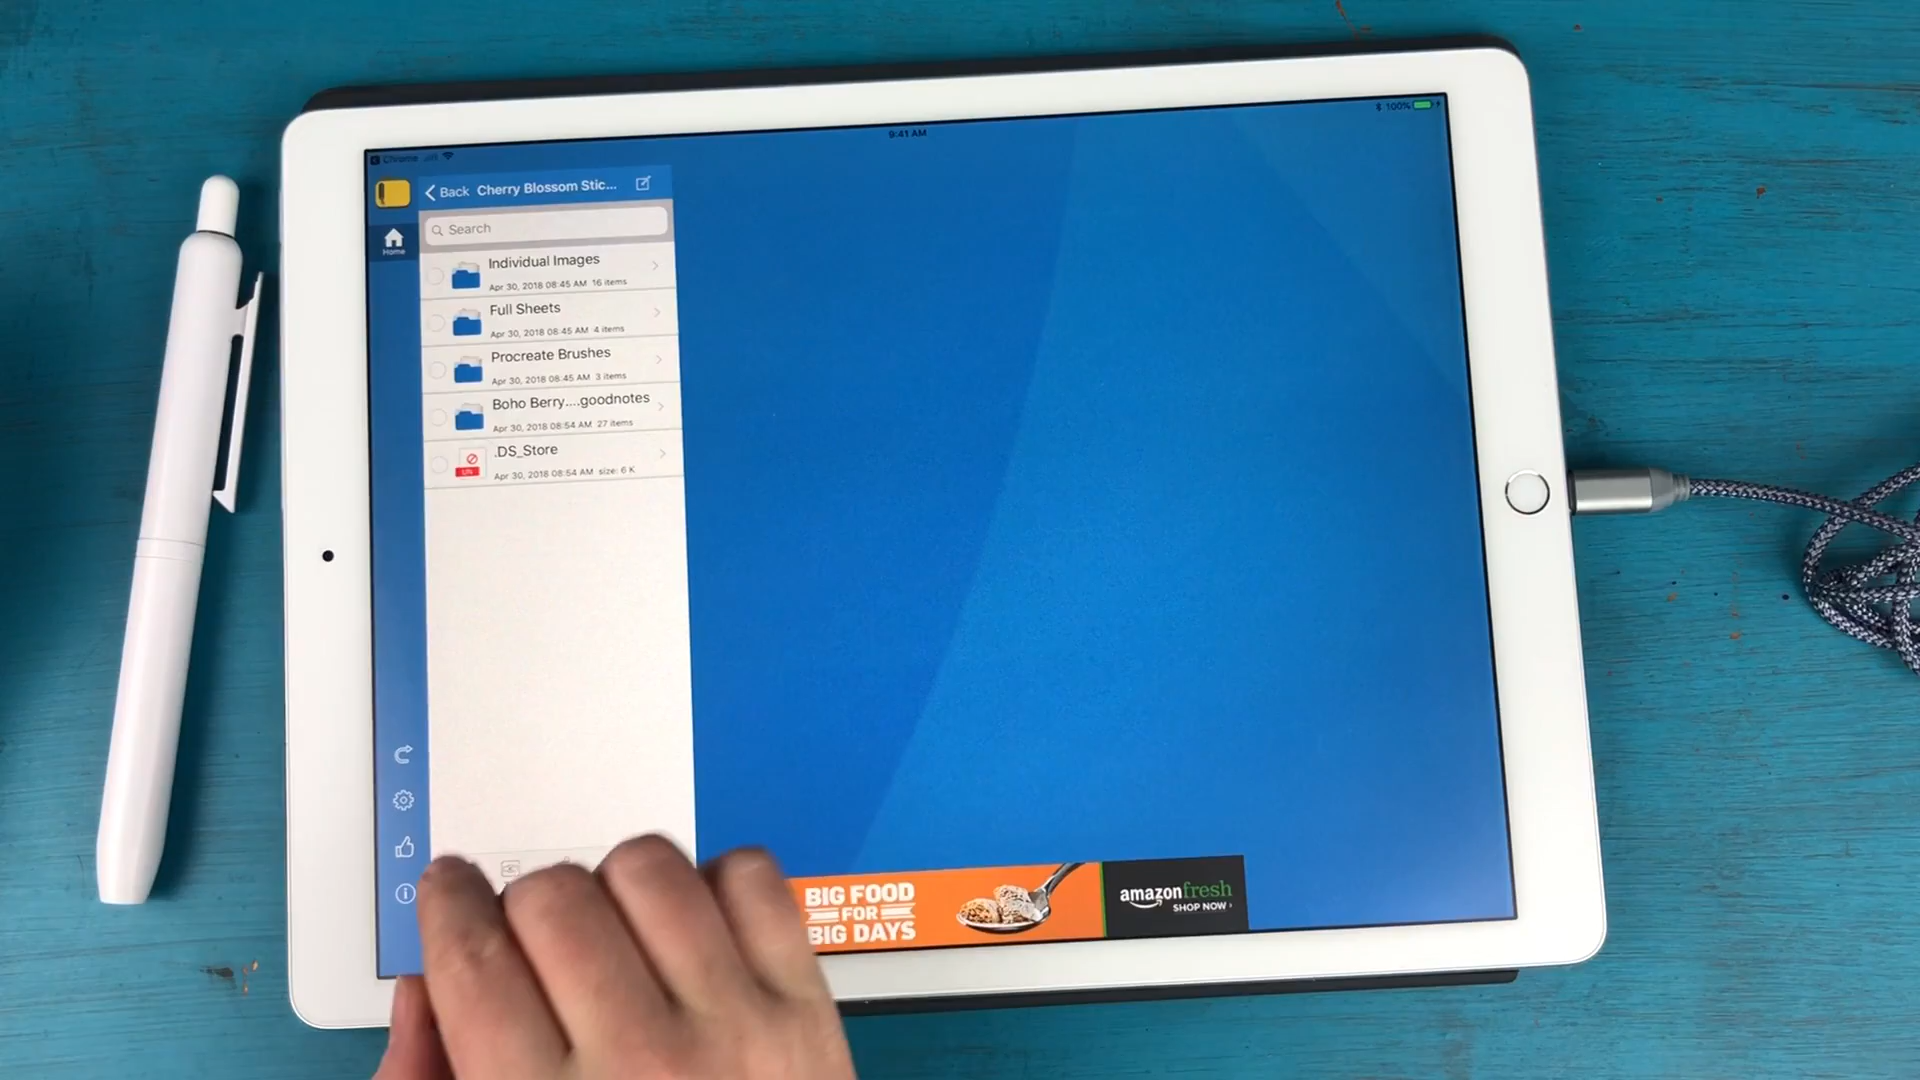 Chrome
9:41 AM
100%
Back
Cherry Blossom Stic...
Home
Search
Individual Images
Apr 30, 2018 08:45 AM 16 items
Full Sheets
Apr 30, 2018 08:45 AM 4 items
Procreate Brushes
Apr 30, 2018 08:45 AM 3 items
Boho Berry....goodnotes
Apr 30, 2018 08:54 AM 27 items
.DS_Store
Apr 30, 2018 08:54 AM size: 6 K
BIG FOOD
FOR
BIG DAYS
amazonfresh
SHOP NOW ›